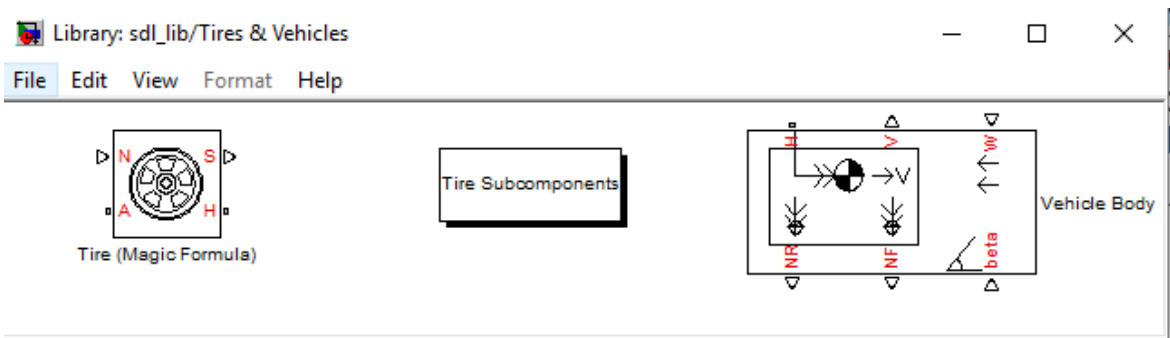 Library: sdl_lib/Tires & Vehicles
File Edit View Format Help
N S
A H
Tire (Magic Formula)
Tire Subcomponents
H V W
V
NR NF beta
Vehicle Body